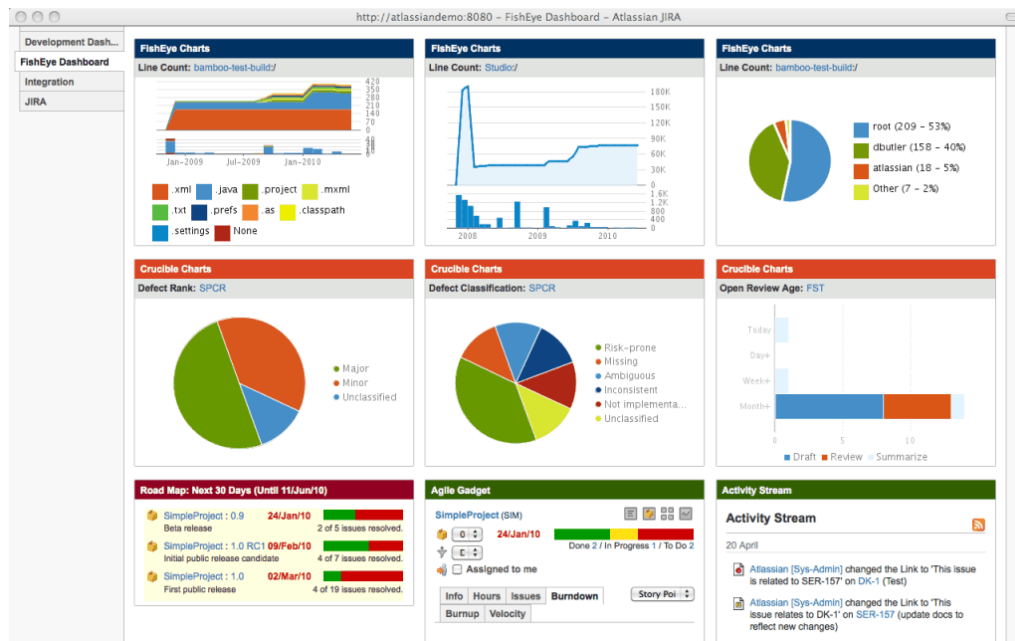 http://atlassiandemo:8080 – FishEye Dashboard – Atlassian JIRA
Development Dash...
FishEye Dashboard
Integration
JIRA
FishEye Charts
Line Count: bamboo-test-build:/
420
350
280
210
140
70
0
40
0
Jan-2009 July-2009 Jan-2010
.xml .java .project .mxml
.txt .prefs .as .classpath
.settings None
FishEye Charts
Line Count: Studio:/
180K
150K
120K
90K
60K
30K
0
1.6K
1.2K
800
400
0
2008 2009 2010
FishEye Charts
Line Count: bamboo-test-build:/
root (209 – 53%)
dbutler (158 – 40%)
atlassian (18 – 5%)
Other (7 – 2%)
Crucible Charts
Defect Rank: SPCR
Major
Minor
Unclassified
Crucible Charts
Defect Classification: SPCR
Risk-prone
Missing
Ambiguous
Inconsistent
Not implementa...
Unclassified
Crucible Charts
Open Review Age: FST
Today
Day+
Week+
Month+
0 5 10
Draft Review Summarize
Road Map: Next 30 Days (Until 11/Jun/10)
SimpleProject : 0.9 24/Jan/10
Beta release 2 of 5 issues resolved.
SimpleProject : 1.0 RC1 09/Feb/10
Initial public release candidate 4 of 7 issues resolved.
SimpleProject : 1.0 02/Mar/10
First public release 4 of 19 issues resolved.
Agile Gadget
SimpleProject (SIM)
24/Jan/10
Done 2 / In Progress 1 / To Do 2
Assigned to me
Info Hours Issues Burndown Story Poi
Burnup Velocity
Activity Stream
Activity Stream
20 April
Atlassian [Sys-Admin] changed the Link to 'This issue
is related to SER-157' on DK-1 (Test)
Atlassian [Sys-Admin] changed the Link to 'This
issue relates to DK-1' on SER-157 (update docs to
reflect new changes)